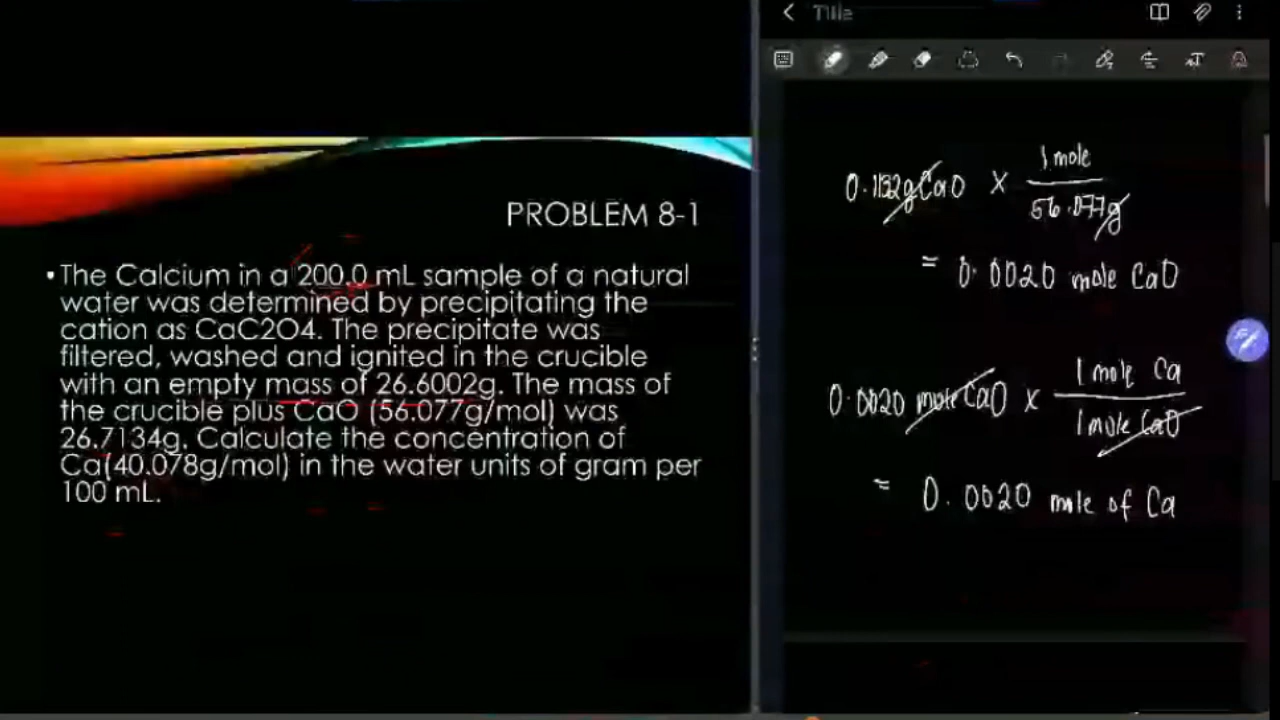 Title
PROBLEM 8-1
• The Calcium in a 200.0 mL sample of a natural
water was determined by precipitating the
cation as CaC2O4. The precipitate was
filtered, washed and ignited in the crucible
with an empty mass of 26.6002g. The mass of
the crucible plus CaO (56.077g/mol) was
26.7134g. Calculate the concentration of
Ca(40.078g/mol) in the water units of gram per
100 mL.
0.1132g CaO x 1 mole
56.077g
= 0.0020 mole CaO
0.0020 mole CaO x 1 mole Ca
1 mole CaO
= 0.0020 mole of Ca